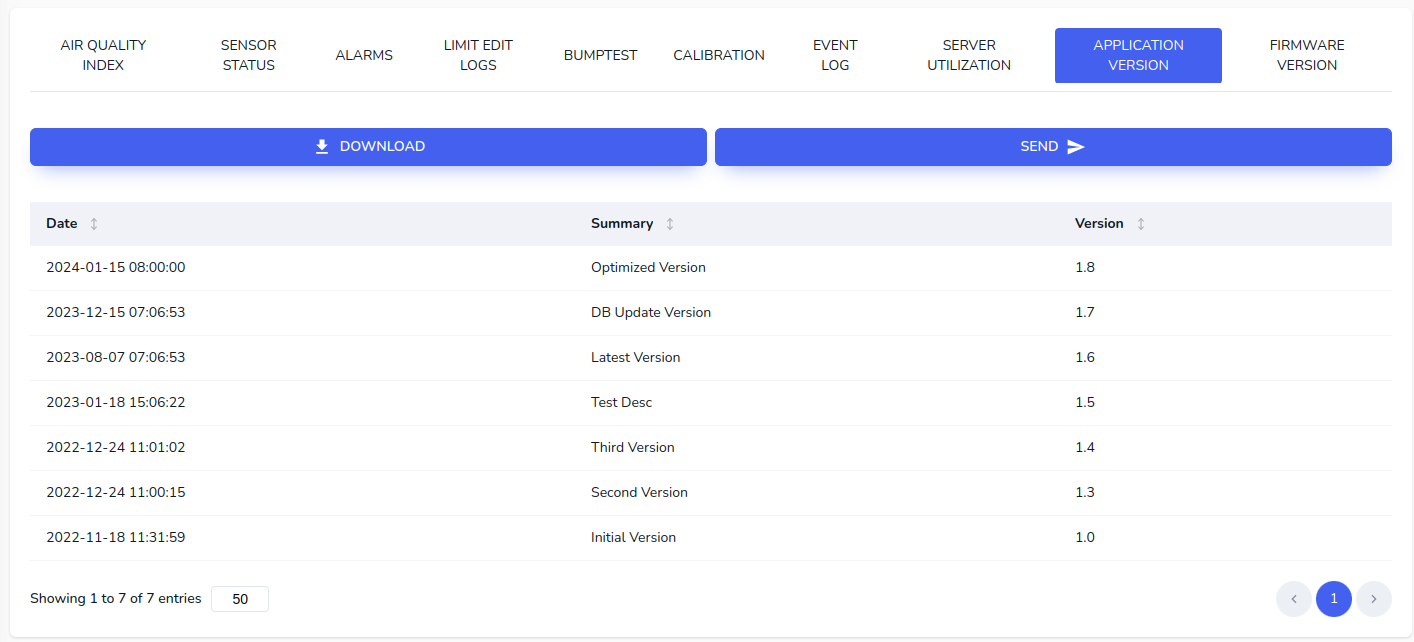 AIR QUALITY
INDEX
SENSOR
STATUS
ALARMS
LIMIT EDIT
LOGS
BUMPTEST
CALIBRATION
EVENT
LOG
SERVER
UTILIZATION
APPLICATION
VERSION
FIRMWARE
VERSION
DOWNLOAD
SEND
Date Summary Version
2024-01-15 08:00:00 Optimized Version 1.8
2023-12-15 07:06:53 DB Update Version 1.7
2023-08-07 07:06:53 Latest Version 1.6
2023-01-18 15:06:22 Test Desc 1.5
2022-12-24 11:01:02 Third Version 1.4
2022-12-24 11:00:15 Second Version 1.3
2022-11-18 11:31:59 Initial Version 1.0
Showing 1 to 7 of 7 entries 50
1